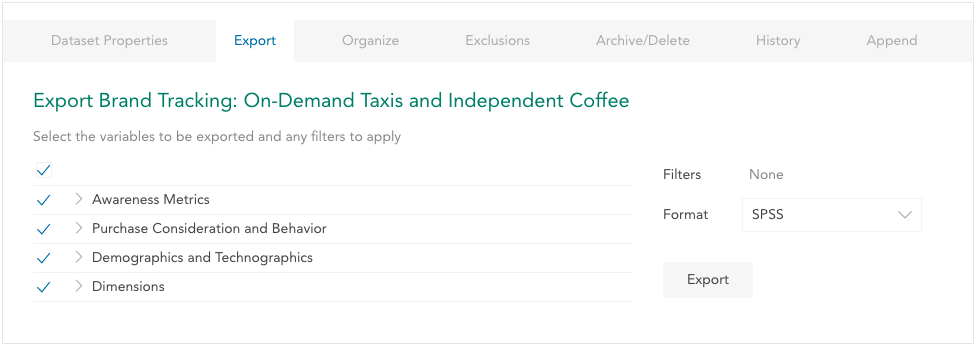 Dataset Properties Export Organize Exclusions Archive/Delete History Append
Export Brand Tracking: On-Demand Taxis and Independent Coffee
Select the variables to be exported and any filters to apply
Awareness Metrics
Purchase Consideration and Behavior
Demographics and Technographics
Dimensions
Filters None
Format SPSS
Export